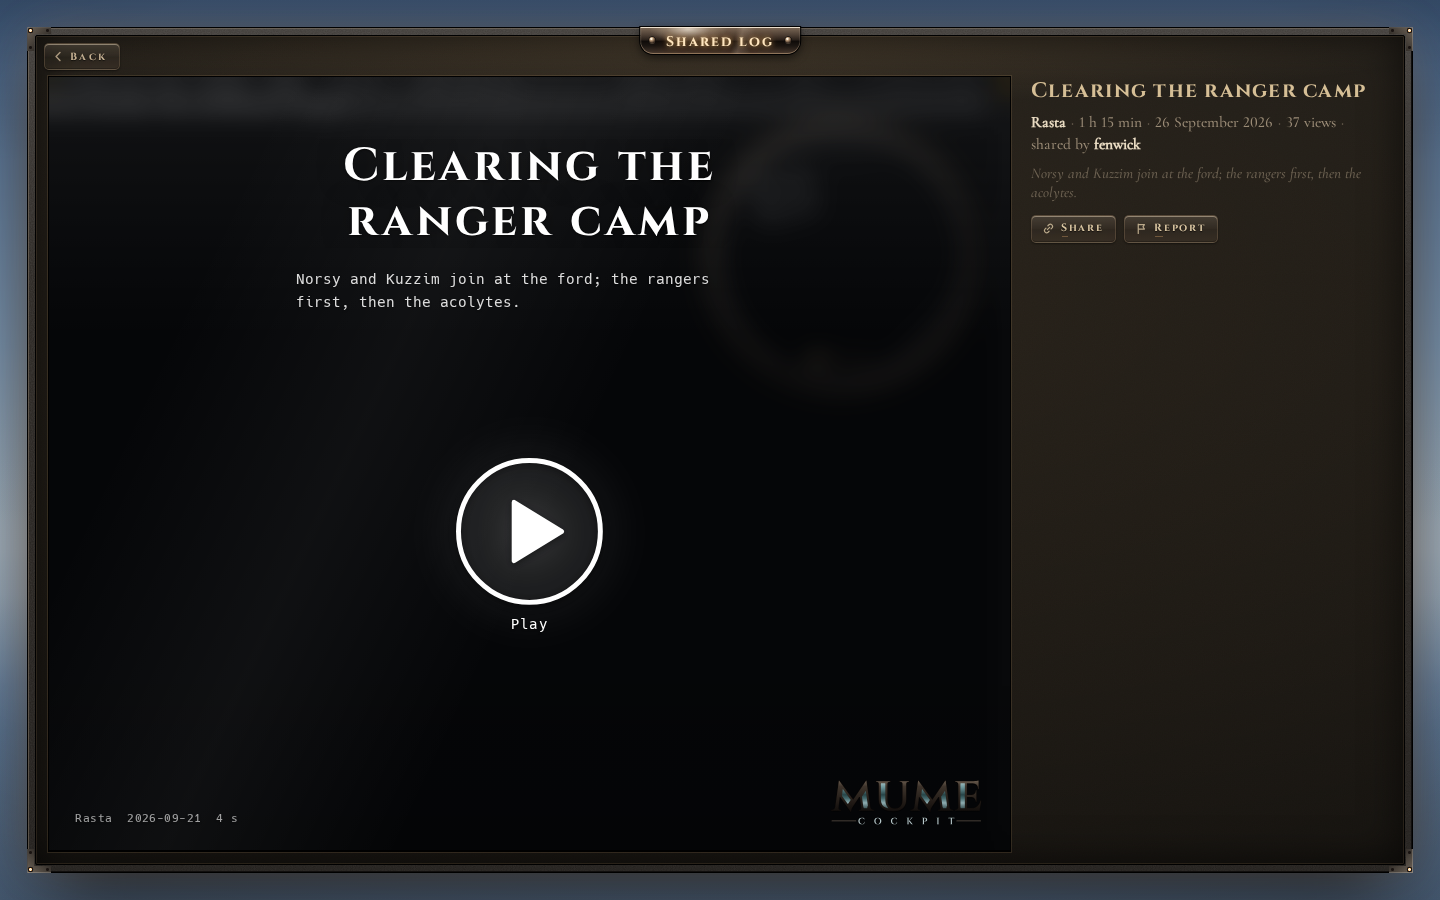 Shared log
Back
Clearing the
ranger camp
Norsy and Kuzzim join at the ford; the rangers
first, then the acolytes.
Play
Rasta 2026-09-21 4 s
MUME
COCKPIT
Clearing the ranger camp
Rasta · 1 h 15 min · 26 September 2026 · 37 views ·
shared by fenwick
Norsy and Kuzzim join at the ford; the rangers first, then the
acolytes.
Share
Report